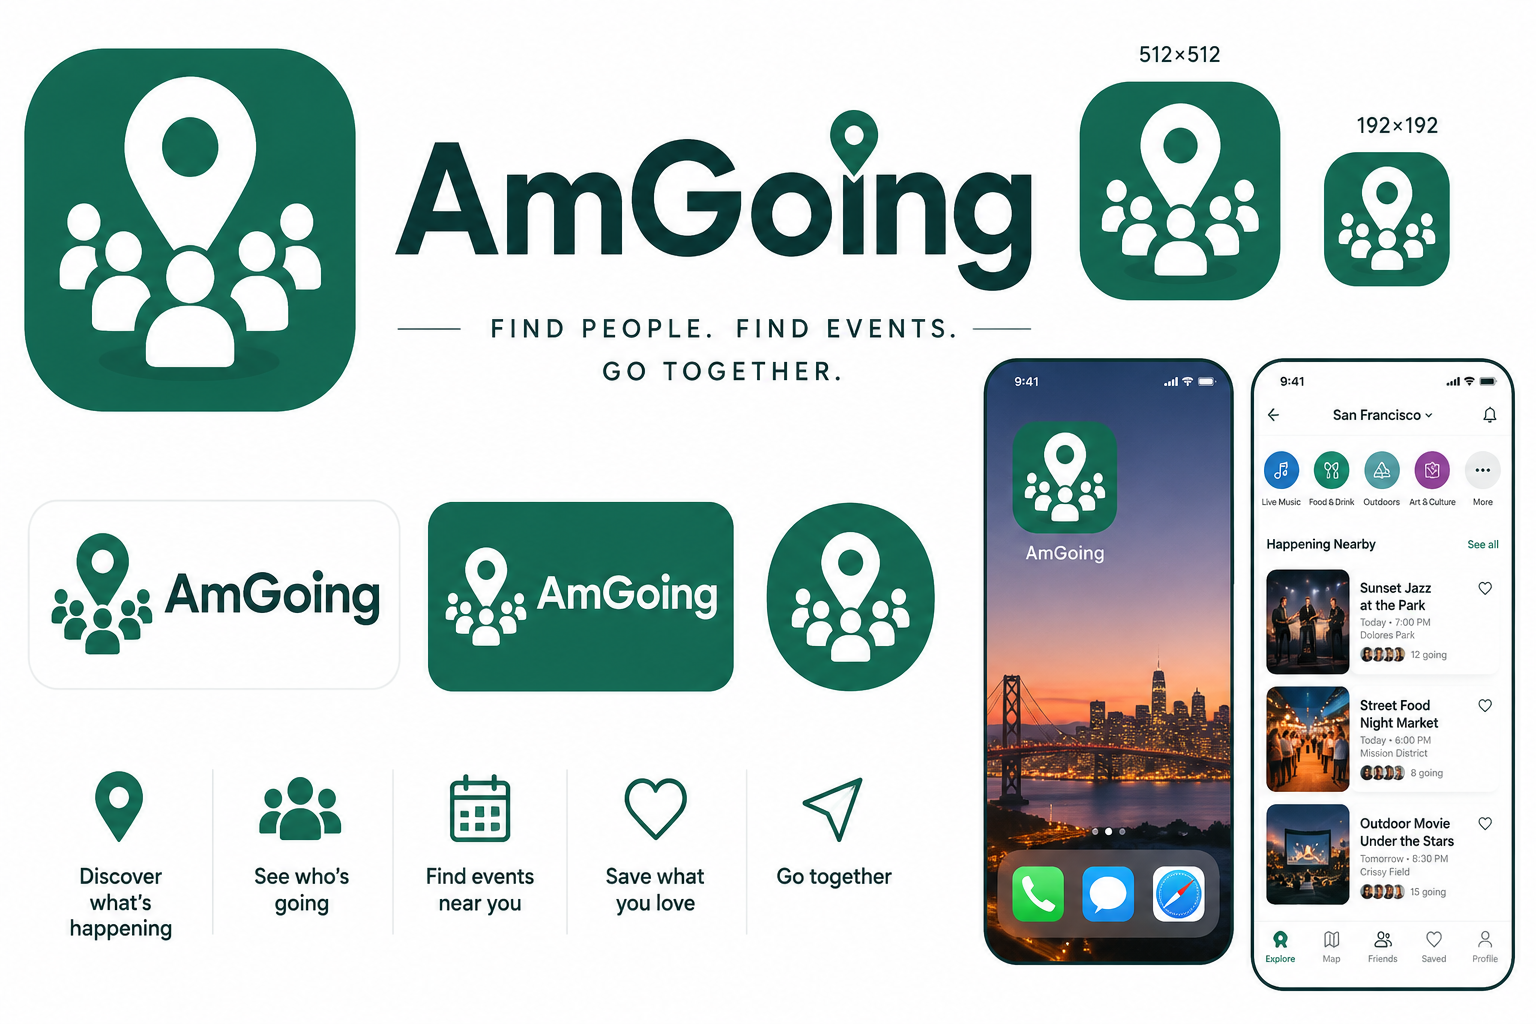 512×512
192×192
AmGoing
FIND PEOPLE. FIND EVENTS.
GO TOGETHER.
AmGoing
AmGoing
Discover
what's
happening
See who's
going
Find events
near you
Save what
you love
Go together
9:41
AmGoing
9:41
San Francisco
Live Music
Food & Drink
Outdoors
Art & Culture
More
Happening Nearby
See all
Sunset Jazz
at the Park
Today • 7:00 PM
Dolores Park
12 going
Street Food
Night Market
Today • 6:00 PM
Mission District
8 going
Outdoor Movie
Under the Stars
Tomorrow • 8:30 PM
Crissy Field
15 going
Explore
Map
Friends
Saved
Profile